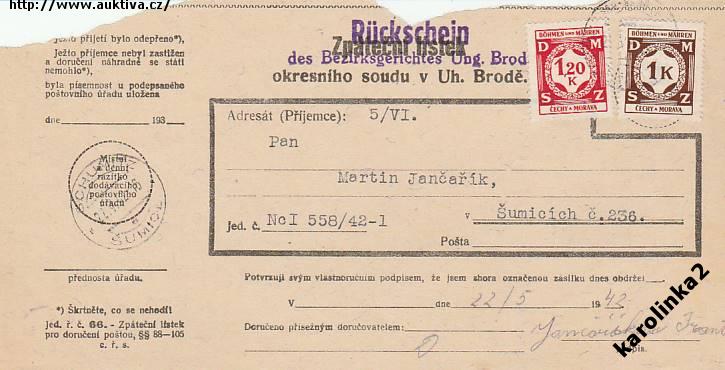 http://www.auktiva.cz/
jeho přijetí bylo odepřeno*).
Ježto příjemce nebyl zastižen
a doručení náhradně se státi
nemohlo*),
byla písemnost u podepsaného
poštovního úřadu uložena
dne 193
Místní
a denní
razítko
dodávacího
poštovního
úřadu
ŠUMICE
přednosta úřadu.
*) Škrtněte, co se nehodí!
Jed. ř. č. 66. - Zpáteční lístek
pro doručení poštou, §§ 88—105
c. ř. s.
Rückschein
Zpáteční lístek
des Bezirksgerichtes Ung. Brod
okresního soudu v Uh. Brodě.
BÖHMEN UND MÄHREN
D M
1.20
K
S Z
ČECHY A MORAVA
BÖHMEN UND MÄHREN
D M
1K
S Z
ČECHY A MORAVA
Adresát (Příjemce): 5/VI.
Pan
Martin Jančařík,
Jed. č. NcI 558/42-1 v Šumicích č.236.
Pošta
Potvrzuji svým vlastnoručním podpisem, že jsem shora označenou zásilku dnes obdržel
V dne 22/5 1942
Doručeno přísežným doručovatelem:
karolinka2